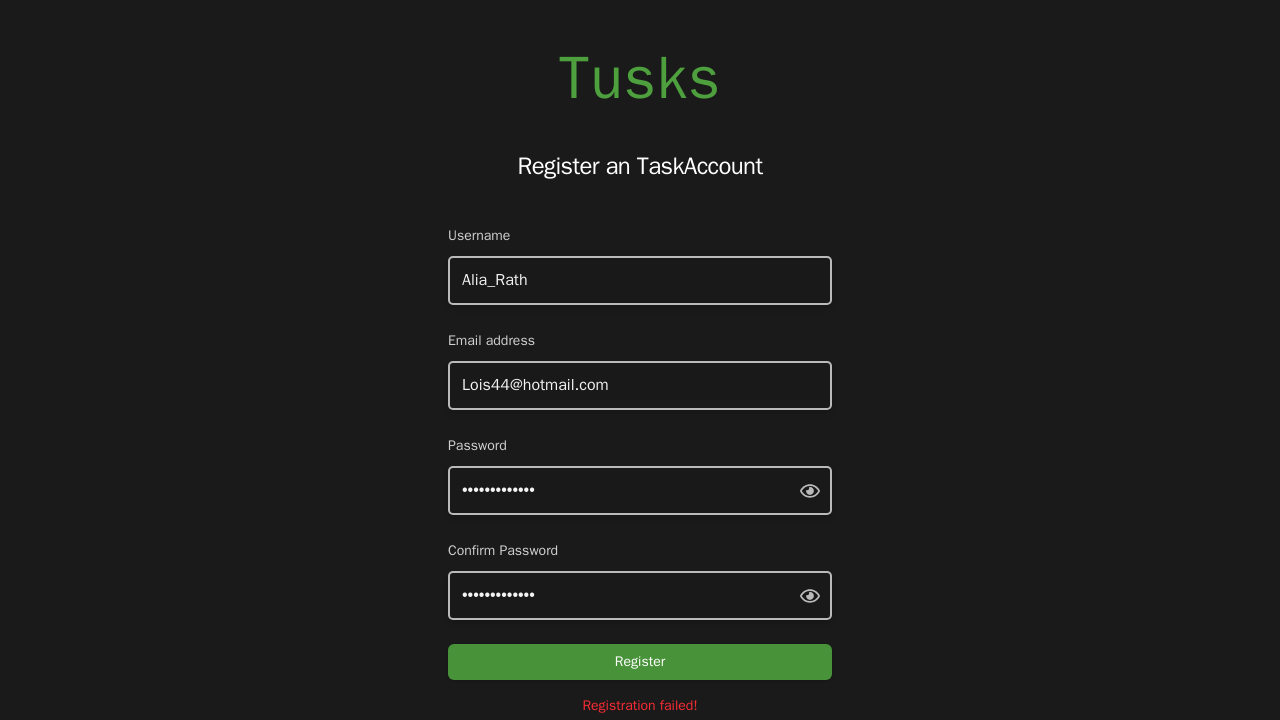 Tusks
Register an TaskAccount
Username
Alia_Rath
Email address
Lois44@hotmail.com
Password
•••••••••••••
Confirm Password
•••••••••••••
Register
Registration failed!